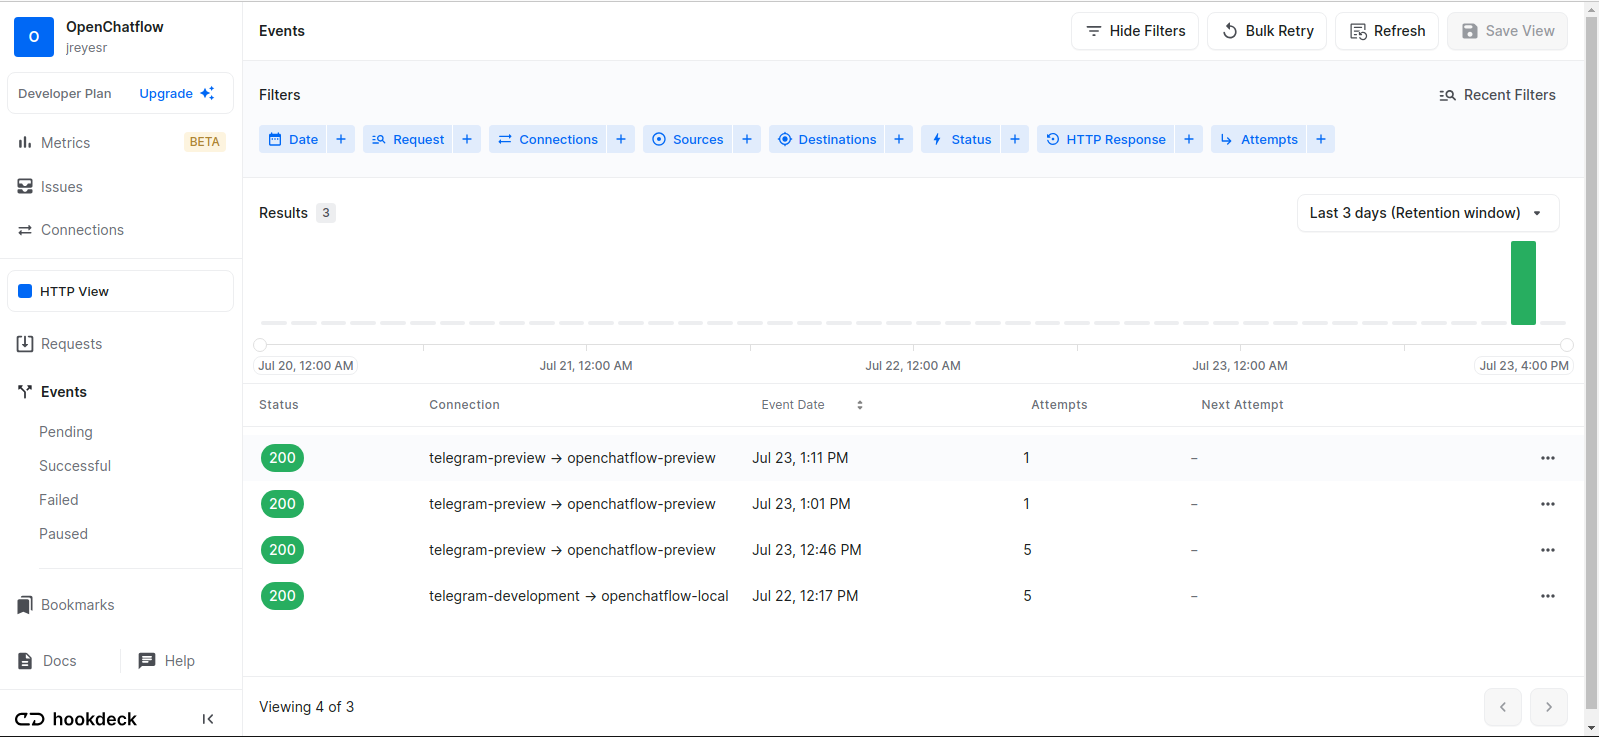 O
OpenChatflow
jreyesr
Developer Plan Upgrade
Metrics BETA
Issues
Connections
HTTP View
Requests
Events
Pending
Successful
Failed
Paused
Bookmarks
Docs Help
hookdeck
Events Hide Filters Bulk Retry Refresh Save View
Filters Recent Filters
Date + Request + Connections + Sources + Destinations + Status + HTTP Response + Attempts +
Results 3 Last 3 days (Retention window)
Jul 20, 12:00 AM Jul 21, 12:00 AM Jul 22, 12:00 AM Jul 23, 12:00 AM Jul 23, 4:00 PM
Status Connection Event Date Attempts Next Attempt
200 telegram-preview → openchatflow-preview Jul 23, 1:11 PM 1 – •••
200 telegram-preview → openchatflow-preview Jul 23, 1:01 PM 1 – •••
200 telegram-preview → openchatflow-preview Jul 23, 12:46 PM 5 – •••
200 telegram-development → openchatflow-local Jul 22, 12:17 PM 5 – •••
Viewing 4 of 3